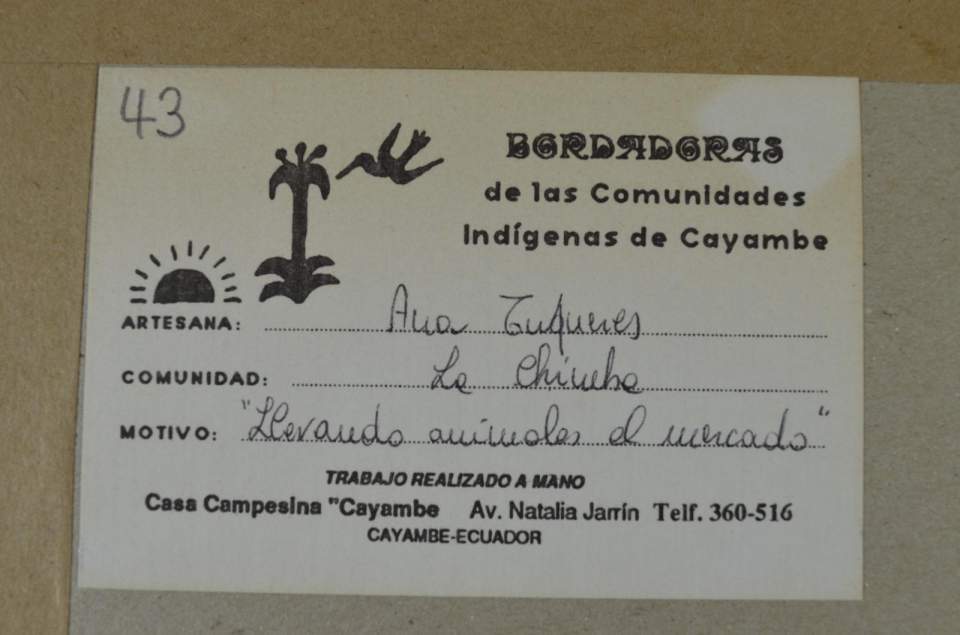 43
BORDADORAS
de las Comunidades
Indígenas de Cayambe
ARTESANA: Ana Tuqueres
COMUNIDAD: La Chimba
MOTIVO: "Llevando animales al mercado"
TRABAJO REALIZADO A MANO
Casa Campesina "Cayambe Av. Natalia Jarrín Telf. 360-516
CAYAMBE-ECUADOR